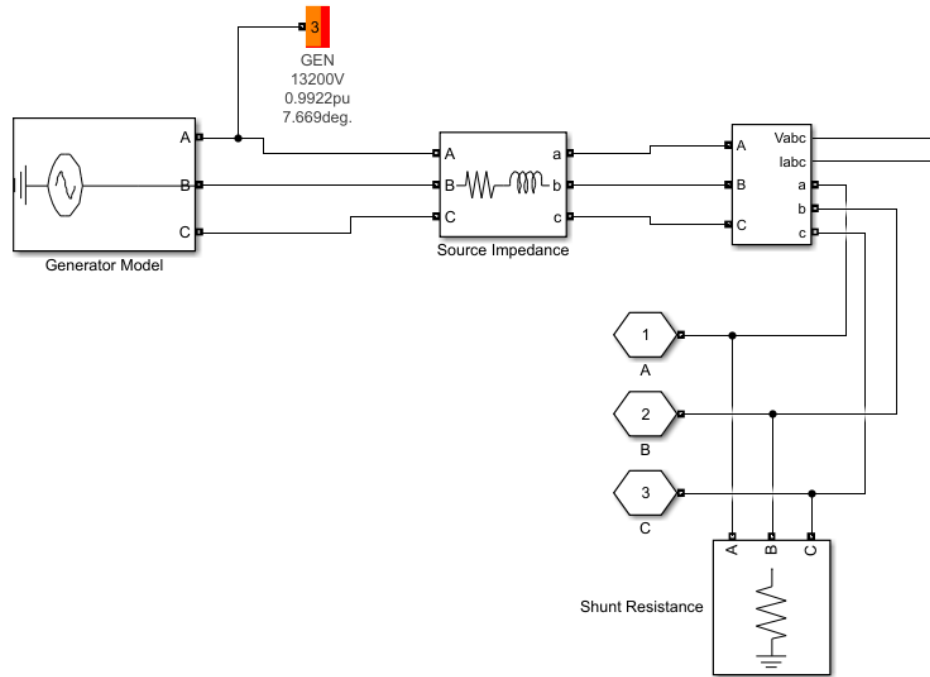 3
GEN
13200V
0.9922pu
7.669deg.
A
B
C
Generator Model
A
B
C
a
b
c
Source Impedance
A
B
C
Vabc
Iabc
a
b
c
1
A
2
B
3
C
A
B
C
Shunt Resistance